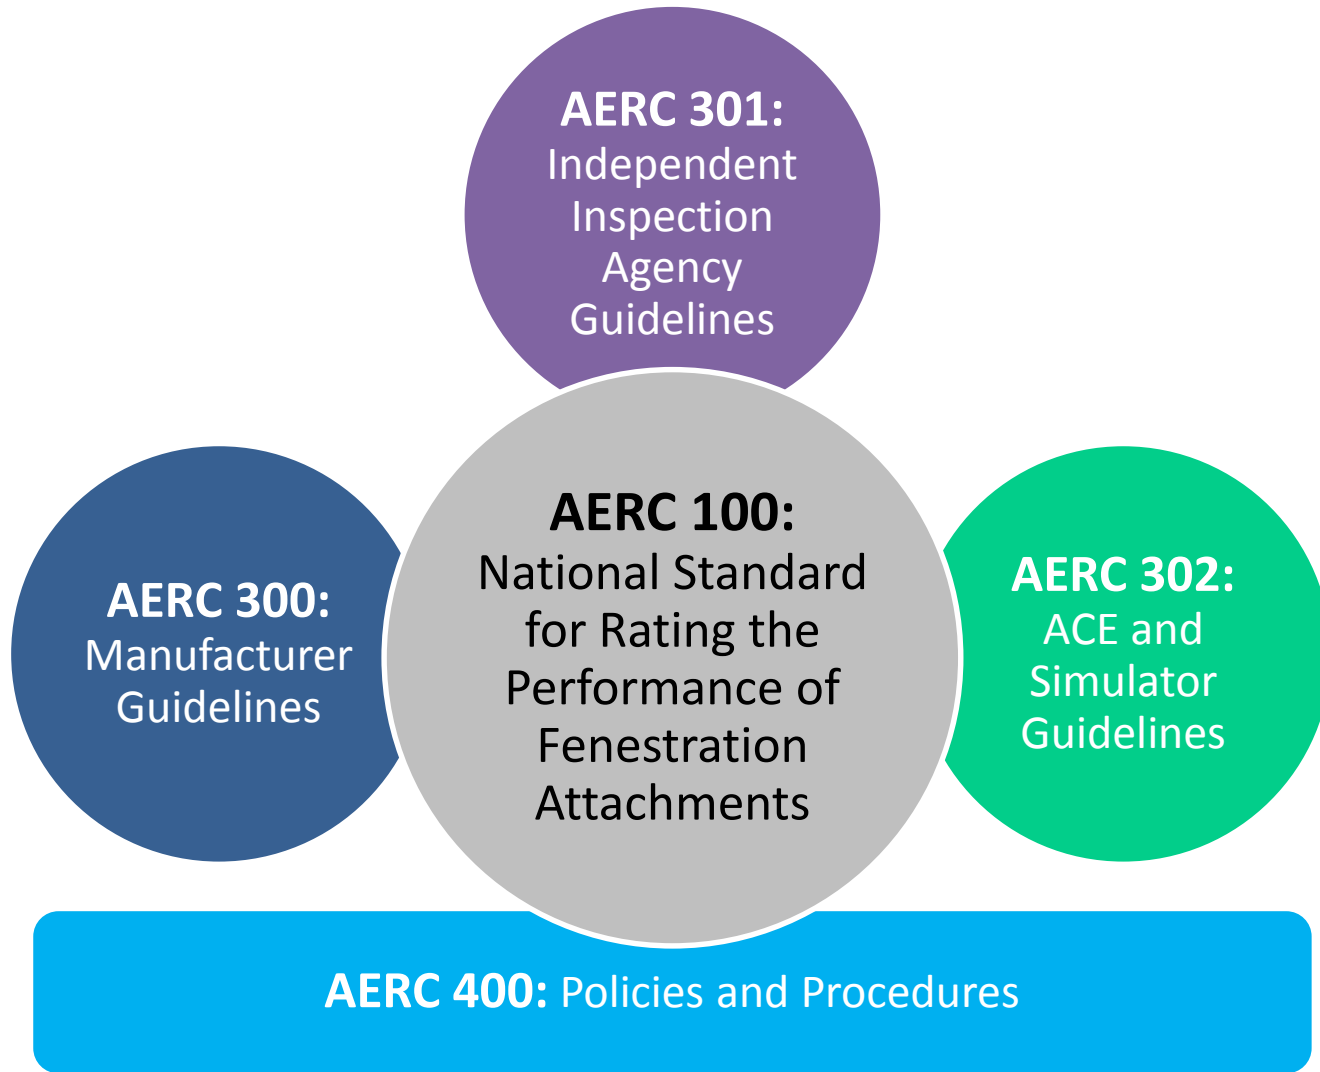 AERC 301:
Independent
Inspection
Agency
Guidelines
AERC 300:
Manufacturer
Guidelines
AERC 100:
National Standard
for Rating the
Performance of
Fenestration
Attachments
AERC 302:
ACE and
Simulator
Guidelines
AERC 400: Policies and Procedures